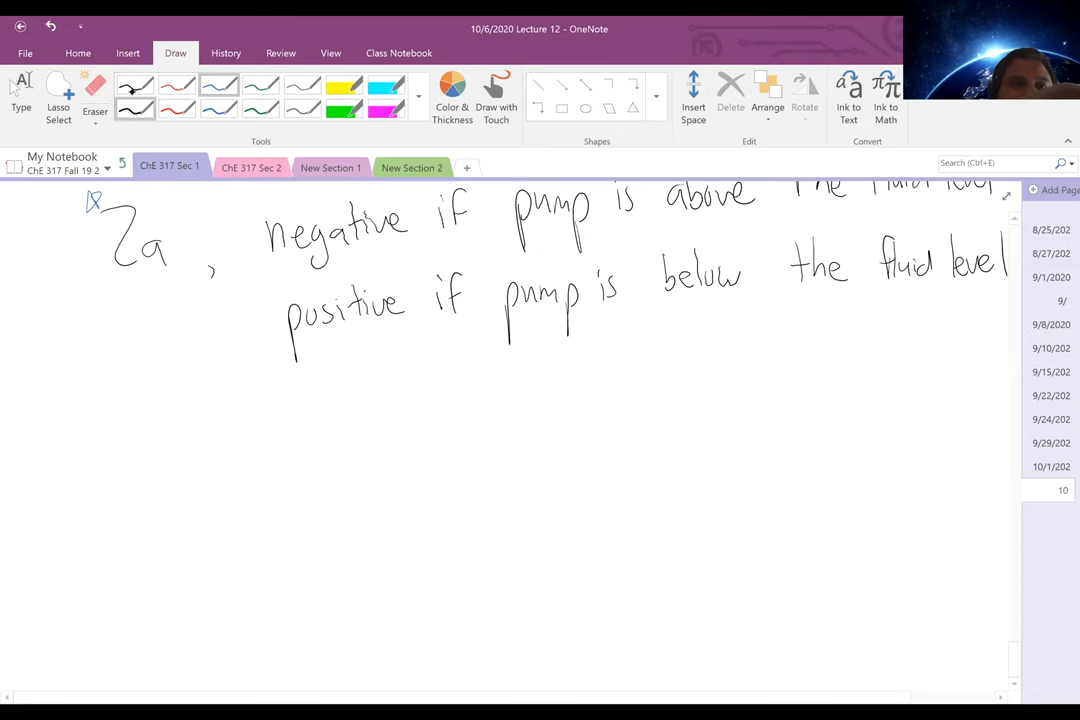 10/6/2020 Lecture 12 - OneNote
File Home Insert Draw History Review View Class Notebook
Type
Lasso Select
Eraser
Color & Thickness
Draw with Touch
Insert Space
Delete
Arrange
Rotate
Ink to Text
Ink to Math
Tools
Shapes
Edit
Convert
My Notebook
ChE 317 Fall 19 2
ChE 317 Sec 1
ChE 317 Sec 2
New Section 1
New Section 2
Search (Ctrl+E)
Add Page
8/25/202
8/27/202
9/1/2020
9/
9/8/2020
9/10/202
9/15/202
9/22/202
9/24/202
9/29/202
10/1/202
10
Za, negative if pump is above the fluid level
positive if pump is below the fluid level